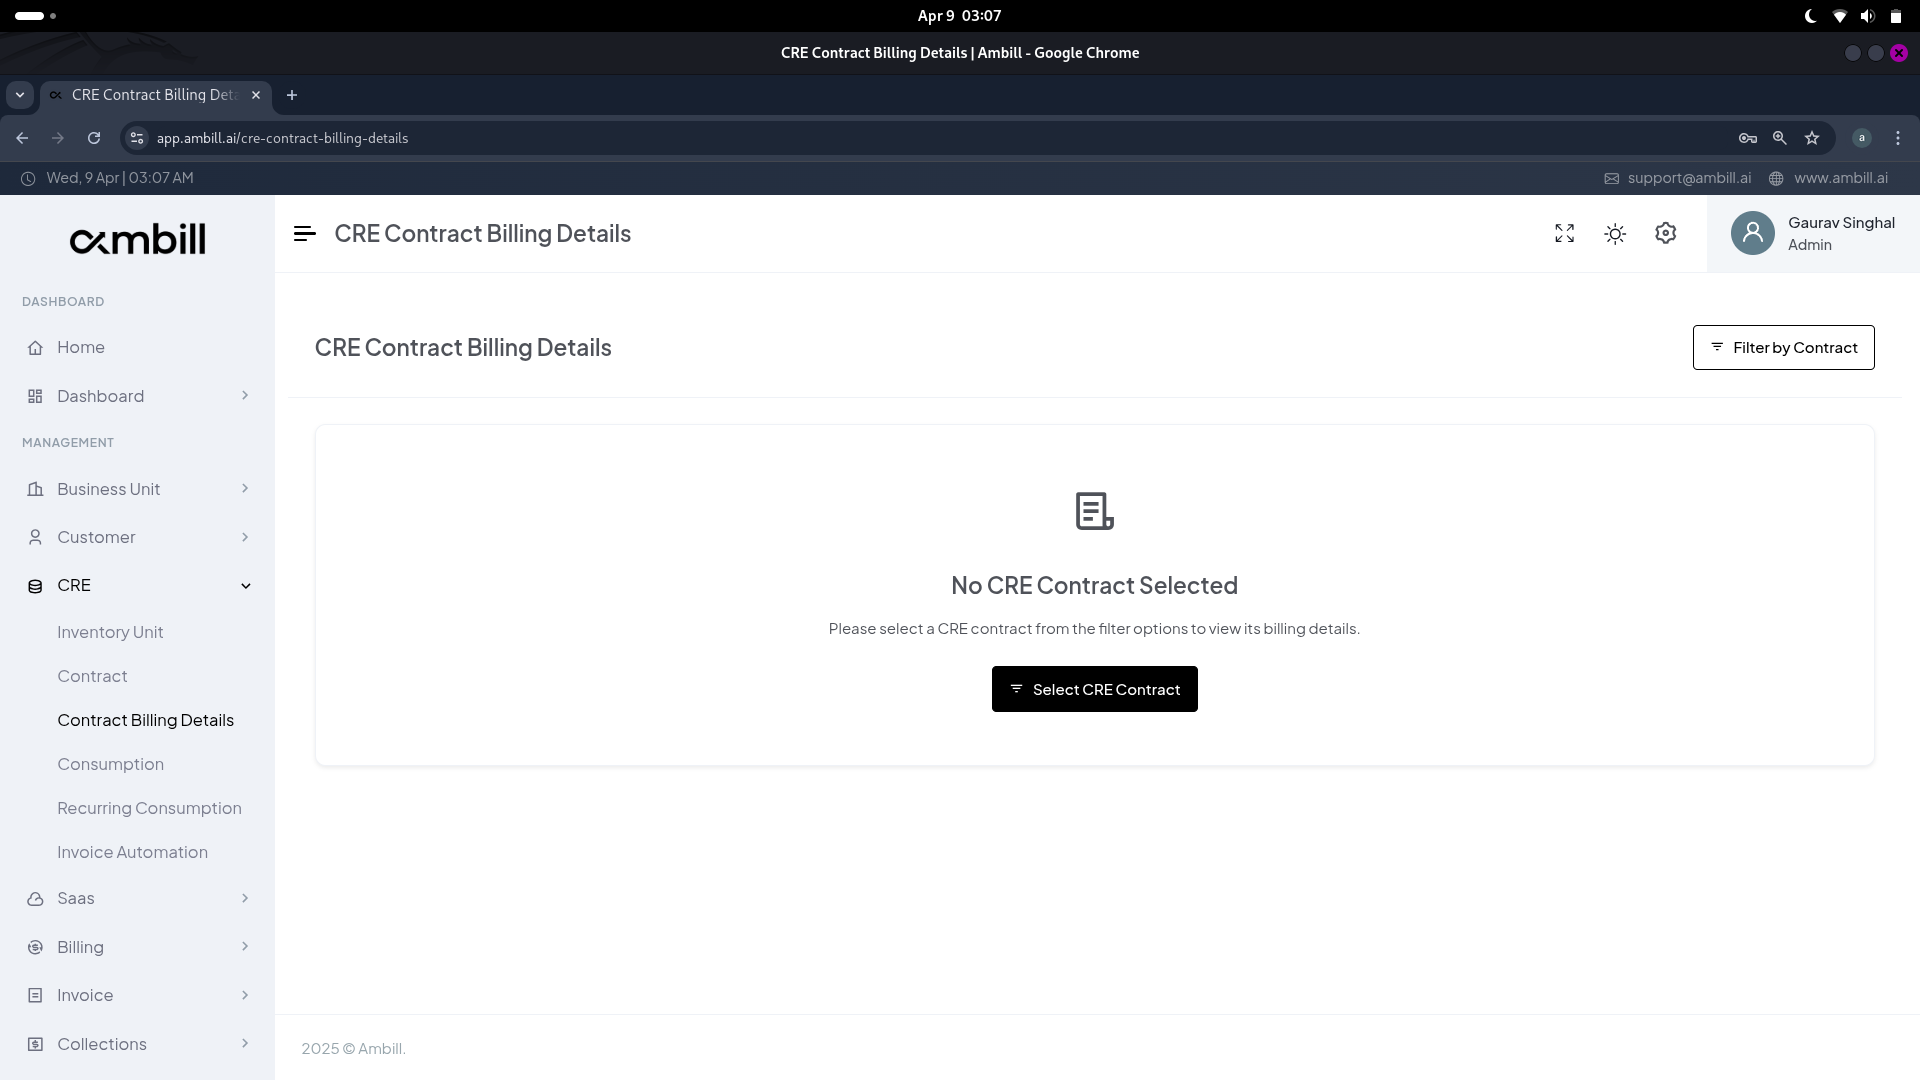 Apr 9 03:07
CRE Contract Billing Details | Ambill - Google Chrome
CRE Contract Billing Deta
app.ambill.ai/cre-contract-billing-details
a
Wed, 9 Apr | 03:07 AM
support@ambill.ai
www.ambill.ai
ambill
CRE Contract Billing Details
Gaurav Singhal
Admin
DASHBOARD
Home
Dashboard
MANAGEMENT
Business Unit
Customer
CRE
Inventory Unit
Contract
Contract Billing Details
Consumption
Recurring Consumption
Invoice Automation
Saas
Billing
Invoice
Collections
CRE Contract Billing Details
Filter by Contract
No CRE Contract Selected
Please select a CRE contract from the filter options to view its billing details.
Select CRE Contract
2025 © Ambill.